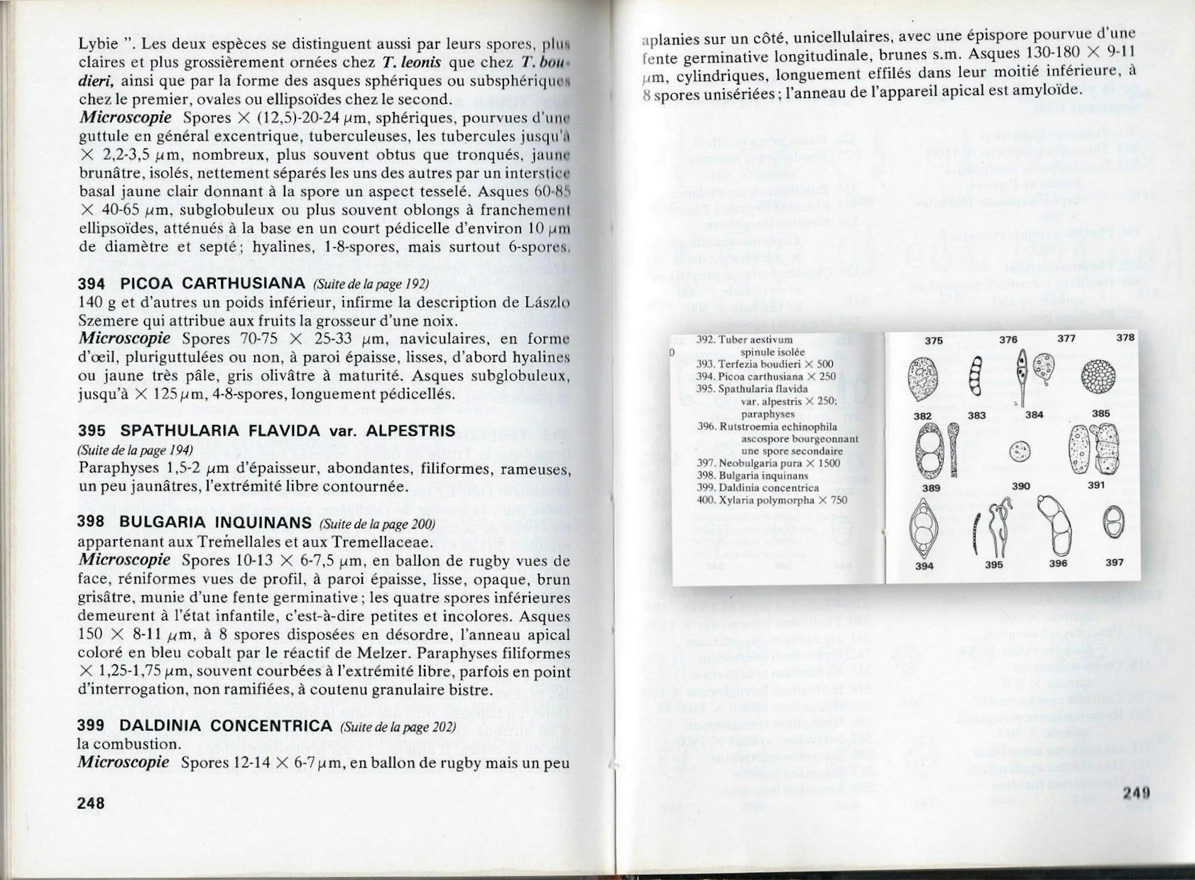 Lybie ”. Les deux espèces se distinguent aussi par leurs spores, plus
claires et plus grossièrement ornées chez T. leonis que chez T. bou-
dieri, ainsi que par la forme des asques sphériques ou subsphériques
chez le premier, ovales ou ellipsoïdes chez le second.
Microscopie Spores X (12,5)-20-24 µm, sphériques, pourvues d’une
guttule en général excentrique, tuberculeuses, les tubercules jusqu’à
X 2,2-3,5 µm, nombreux, plus souvent obtus que tronqués, jaune
brunâtre, isolés, nettement séparés les uns des autres par un interstice
basal jaune clair donnant à la spore un aspect tesselé. Asques 60-85
X 40-65 µm, subglobuleux ou plus souvent oblongs à franchement
ellipsoïdes, atténués à la base en un court pédicelle d’environ 10 µm
de diamètre et septé; hyalines, 1-8-spores, mais surtout 6-spores.
394 PICOA CARTHUSIANA (Suite de la page 192)
140 g et d’autres un poids inférieur, infirme la description de Lászlo
Szemere qui attribue aux fruits la grosseur d’une noix.
Microscopie Spores 70-75 X 25-33 µm, naviculaires, en forme
d’œil, pluriguttulées ou non, à paroi épaisse, lisses, d’abord hyalines
ou jaune très pâle, gris olivâtre à maturité. Asques subglobuleux,
jusqu’à X 125 µm, 4-8-spores, longuement pédicellés.
395 SPATHULARIA FLAVIDA var. ALPESTRIS
(Suite de la page 194)
Paraphyses 1,5-2 µm d’épaisseur, abondantes, filiformes, rameuses,
un peu jaunâtres, l’extrémité libre contournée.
398 BULGARIA INQUINANS (Suite de la page 200)
appartenant aux Tremellales et aux Tremellaceae.
Microscopie Spores 10-13 X 6-7,5 µm, en ballon de rugby vues de
face, réniformes vues de profil, à paroi épaisse, lisse, opaque, brun
grisâtre, munie d’une fente germinative; les quatre spores inférieures
demeurent à l’état infantile, c’est-à-dire petites et incolores. Asques
150 X 8-11 µm, à 8 spores disposées en désordre, l’anneau apical
coloré en bleu cobalt par le réactif de Melzer. Paraphyses filiformes
X 1,25-1,75 µm, souvent courbées à l’extrémité libre, parfois en point
d’interrogation, non ramifiées, à coutenu granulaire bistre.
399 DALDINIA CONCENTRICA (Suite de la page 202)
la combustion.
Microscopie Spores 12-14 X 6-7 µm, en ballon de rugby mais un peu
248
aplanies sur un côté, unicellulaires, avec une épispore pourvue d’une
fente germinative longitudinale, brunes s.m. Asques 130-180 X 9-11
µm, cylindriques, longuement effilés dans leur moitié inférieure, à
8 spores unisériées; l’anneau de l’appareil apical est amyloïde.
392. Tuber aestivum
0
spinule isolée
393. Terfezia boudieri X 500
394. Picoa carthusiana X 250
395. Spathularia flavida
var. alpestris X 250;
paraphyses
396. Rutstroemia echinophila
ascospore bourgeonnant
une spore secondaire
397. Neobulgaria pura X 1500
398. Bulgaria inquinans
399. Daldinia concentrica
400. Xylaria polymorpha X 750
375 376 377 378
382 383 384 385
389 390 391
394 395 396 397
249